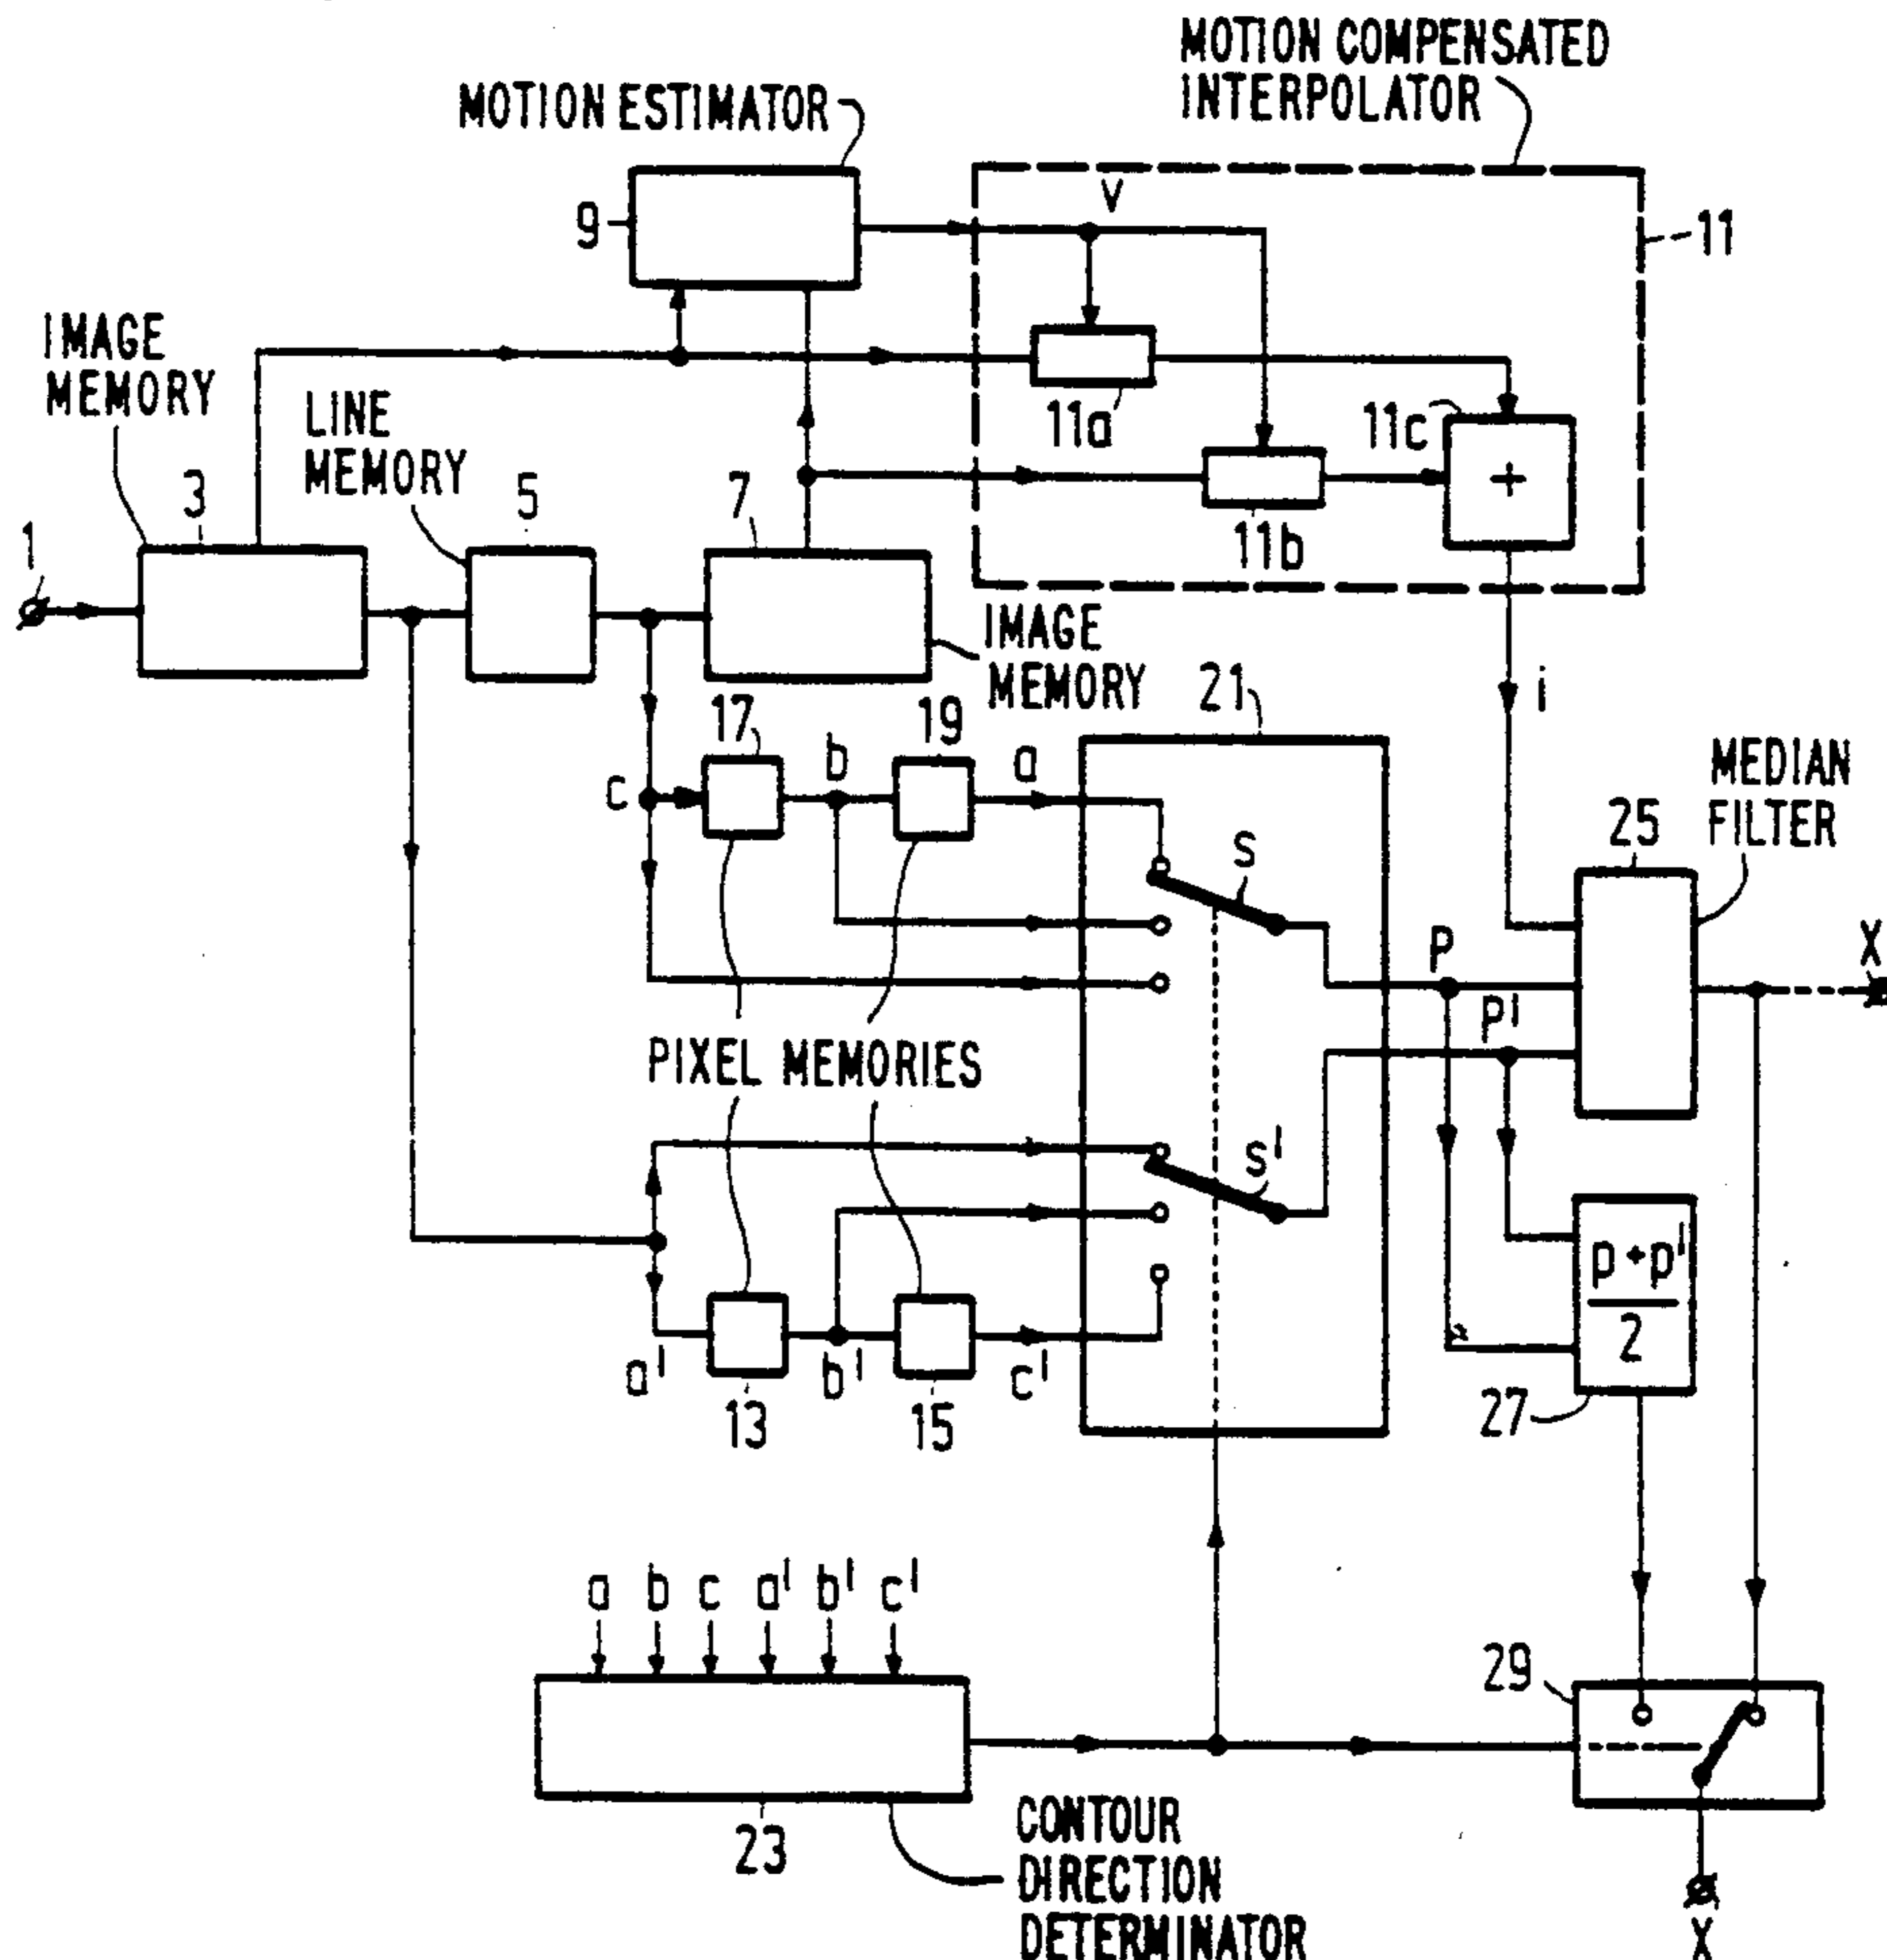 MOTION COMPENSATED
INTERPOLATOR
MOTION ESTIMATOR
9
V
11
IMAGE
MEMORY
LINE
MEMORY
11a
11c
+
3
5
7
11b
1
IMAGE
MEMORY
i
17
19
21
MEDIAN
FILTER
c
b
a
25
S
P
X
P'
PIXEL MEMORIES
S'
p+p'
2
a'
b'
c'
13
15
27
a b c a' b' c'
29
23
CONTOUR
DIRECTION
DETERMINATOR
X